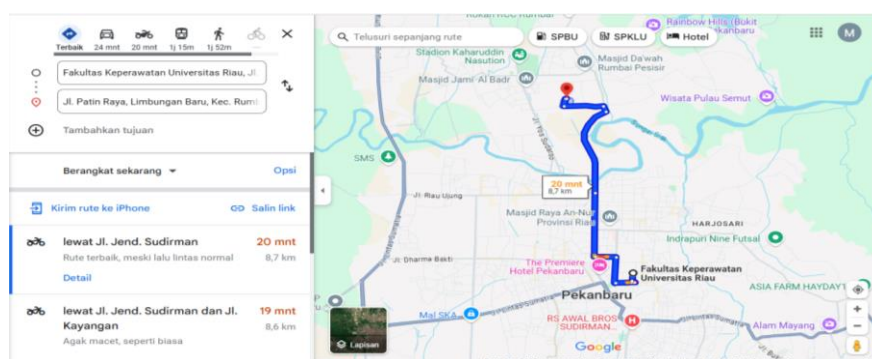 Terbaik 24 mnt 20 mnt 1j 15m 1j 52m
Fakultas Keperawatan Universitas Riau, Jl.
Jl. Patin Raya, Limbungan Baru, Kec. Rum
Tambahkan tujuan
Berangkat sekarang
Opsi
Kirim rute ke iPhone
Salin link
lewat Jl. Jend. Sudirman
20 mnt
Rute terbaik, meski lalu lintas normal
8,7 km
Detail
lewat Jl. Jend. Sudirman dan Jl. Kayangan
19 mnt
Agak macet, seperti biasa
8,6 km
Telusuri sepanjang rute
SPBU
SPKLU
Hotel
Rainbow Hills (Bukit
M
Stadion Kaharuddin
Nasution
Masjid Da'wah
Rumbai Pesisir
Masjid Jami' Al Badr
Wisata Pulau Semut
Jl. Yos Sudarso
SMS
20 mnt
8,7 km
Jl. Riau Ujung
Masjid Raya An-Nur
Provinsi Riau
HARJOSARI
Indrapuri Nine Futsal
Jl. Dharma Bakti
The Premiere
Hotel Pekanbaru
Fakultas Keperawatan
Universitas Riau
Pekanbaru
ASIA FARM HAYDAY
Mal SKA
RS AWAL BROS
SUDIRMAN...
Alam Mayang
Lapisan
Google